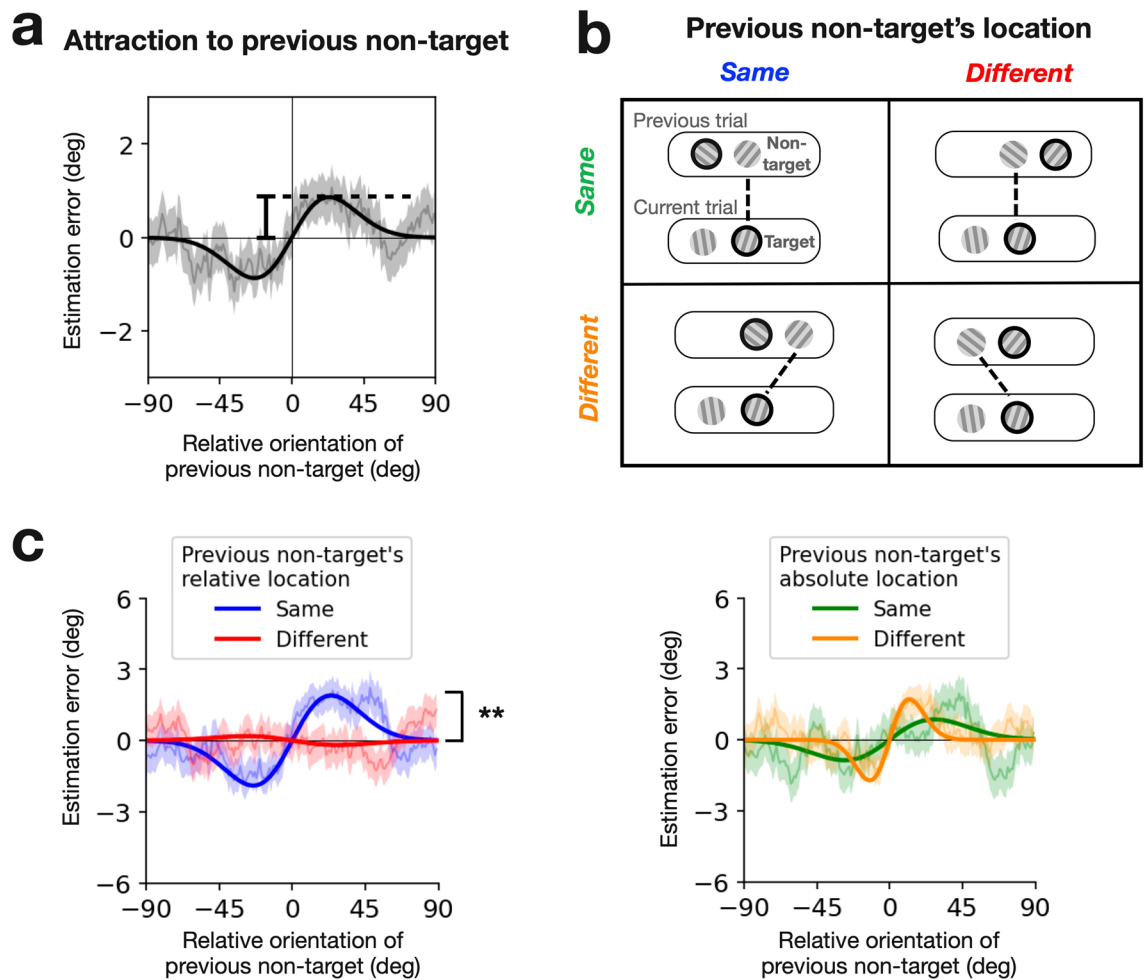 a
Attraction to previous non-target
Estimation error (deg)
2
0
−2
−90
−45
0
45
90
Relative orientation of
previous non-target (deg)
b
Previous non-target’s location
Same
Different
Same
Different
Previous trial
Non-
target
Current trial
Target
c
Previous non-target's
relative location
Same
Different
Estimation error (deg)
6
3
0
−3
−6
**
−90
−45
0
45
90
Relative orientation of
previous non-target (deg)
Previous non-target's
absolute location
Same
Different
Estimation error (deg)
6
3
0
−3
−6
−90
−45
0
45
90
Relative orientation of
previous non-target (deg)